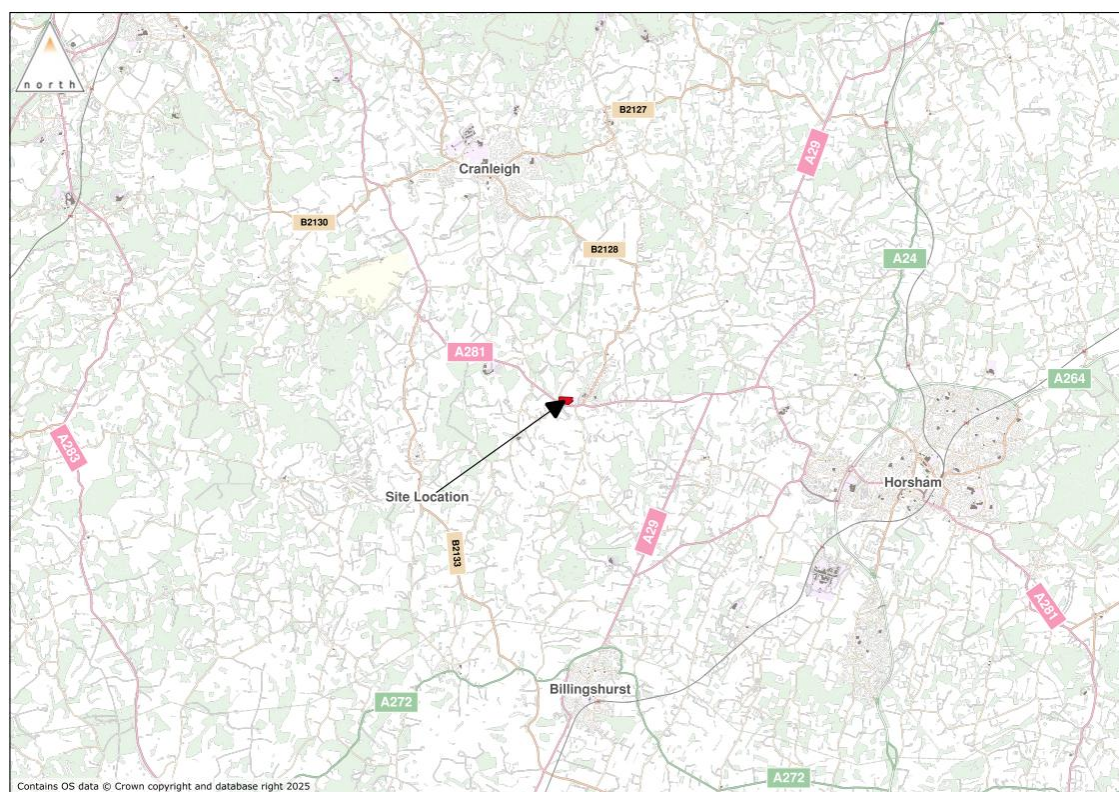 north
B2127
A29
Cranleigh
B2130
B2128
A24
A281
A264
A283
Site Location
Horsham
A29
B2133
A281
Billingshurst
A272
A272
Contains OS data © Crown copyright and database right 2025